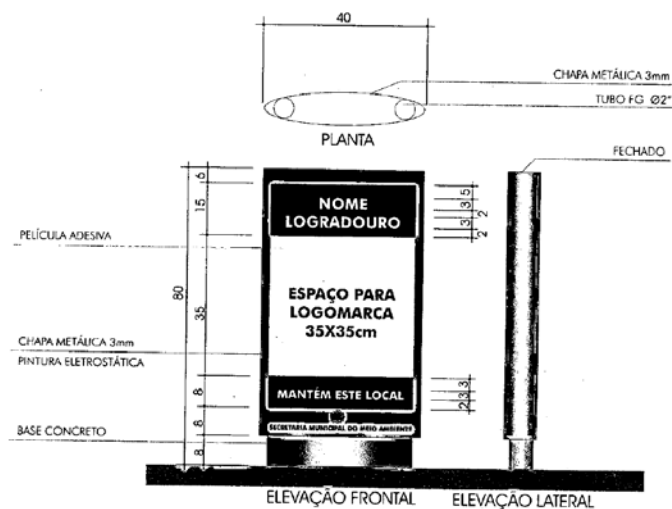 40
CHAPA METÁLICA 3mm
TUBO FG Ø2"
PLANTA
FECHADO
6
15
35
8
8
8
80
PELÍCULA ADESIVA
CHAPA METÁLICA 3mm
PINTURA ELETROSTÁTICA
BASE CONCRETO
NOME
LOGRADOURO
ESPAÇO PARA
LOGOMARCA
35X35cm
MANTÉM ESTE LOCAL
SECRETARIA MUNICIPAL DO MEIO AMBIENTE
5
3
2
3
2
3
3
2
ELEVAÇÃO FRONTAL
ELEVAÇÃO LATERAL